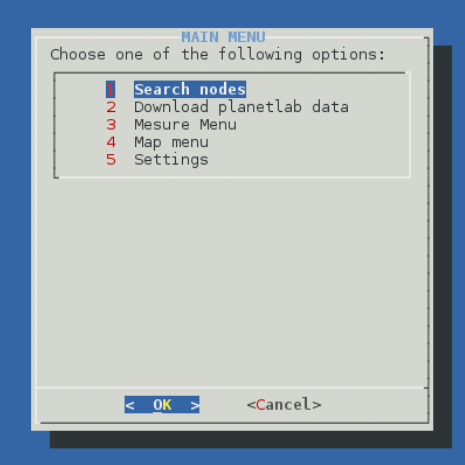 MAIN MENU
Choose one of the following options:
1 Search nodes
2 Download planetlab data
3 Mesure Menu
4 Map menu
5 Settings
< OK > <Cancel>